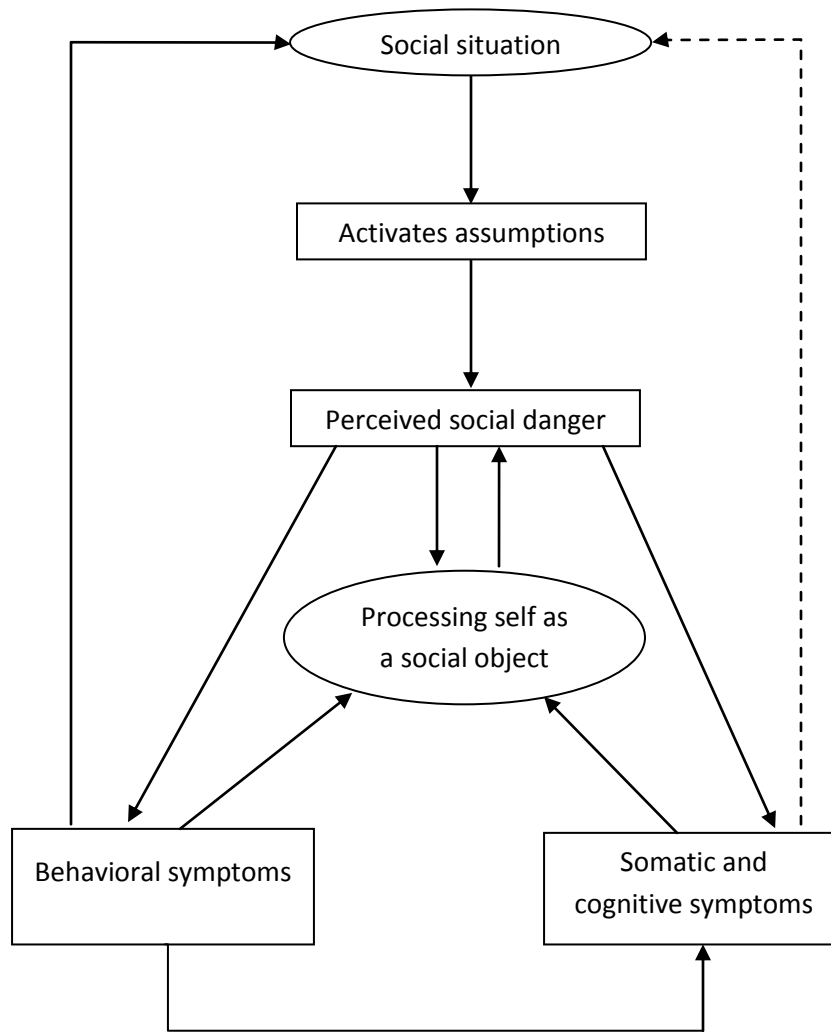 Social situation
Activates assumptions
Perceived social danger
Processing self as
a social object
Behavioral symptoms
Somatic and
cognitive symptoms